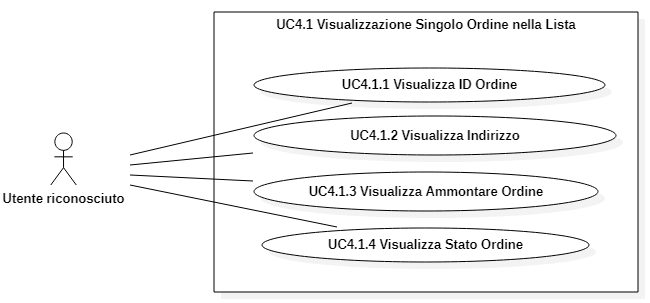 UC4.1 Visualizzazione Singolo Ordine nella Lista
UC4.1.1 Visualizza ID Ordine
UC4.1.2 Visualizza Indirizzo
UC4.1.3 Visualizza Ammontare Ordine
UC4.1.4 Visualizza Stato Ordine
Utente riconosciuto